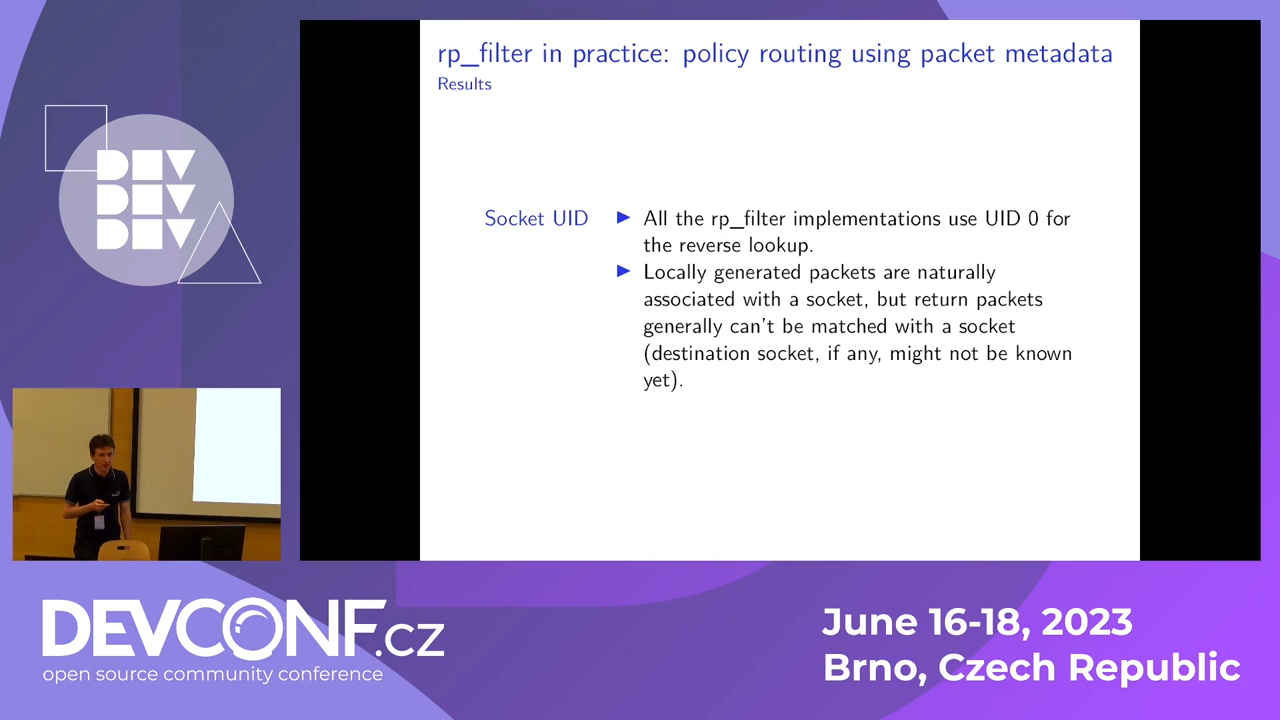 rp_filter in practice: policy routing using packet metadata
Results
Socket UID
▶ All the rp_filter implementations use UID 0 for
the reverse lookup.
▶ Locally generated packets are naturally
associated with a socket, but return packets
generally can't be matched with a socket
(destination socket, if any, might not be known
yet).
DEV
DEV
DEV
DEVCONF.cz
open source community conference
June 16-18, 2023
Brno, Czech Republic